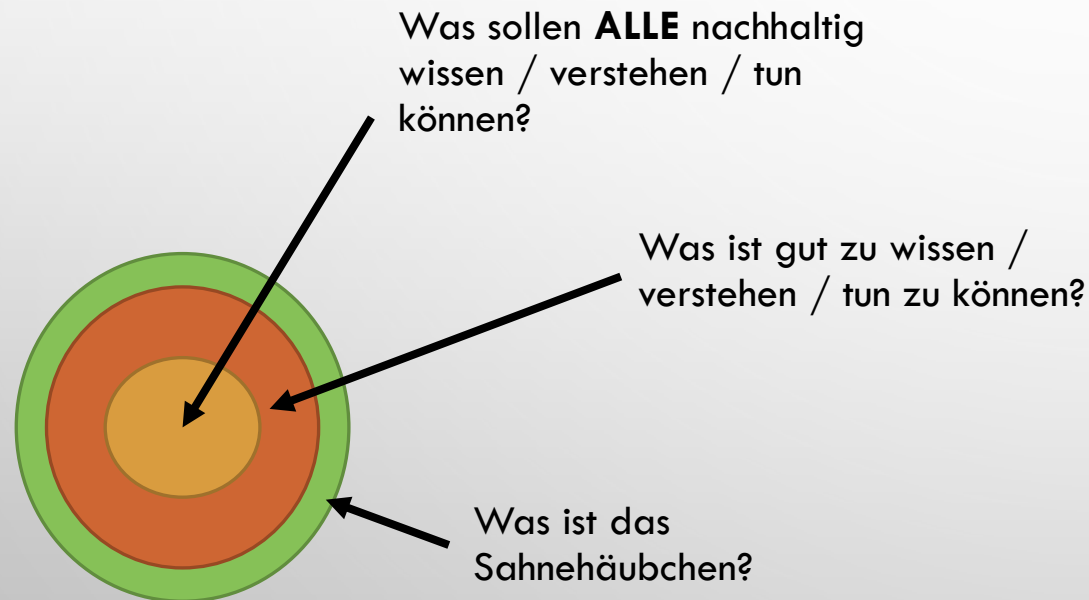 Was sollen ALLE nachhaltig
wissen / verstehen / tun
können?
Was ist gut zu wissen /
verstehen / tun zu können?
Was ist das
Sahnehäubchen?